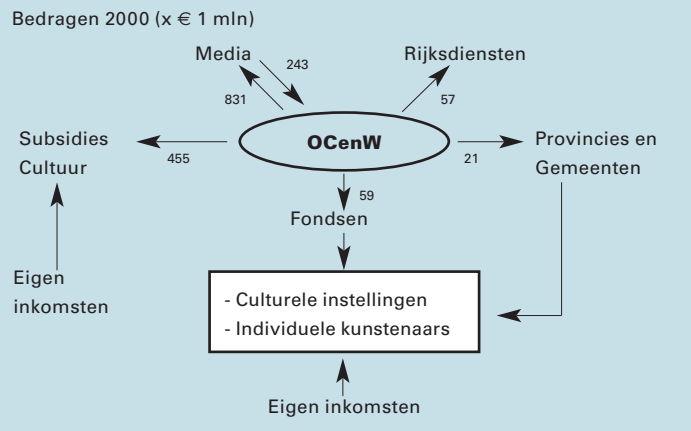 Bedragen 2000 (x € 1 mln)
Media
243
Rijksdiensten
831
57
Subsidies
Cultuur
455
OCenW
21
Provincies en
Gemeenten
59
Fondsen
Eigen
inkomsten
- Culturele instellingen
- Individuele kunstenaars
Eigen inkomsten